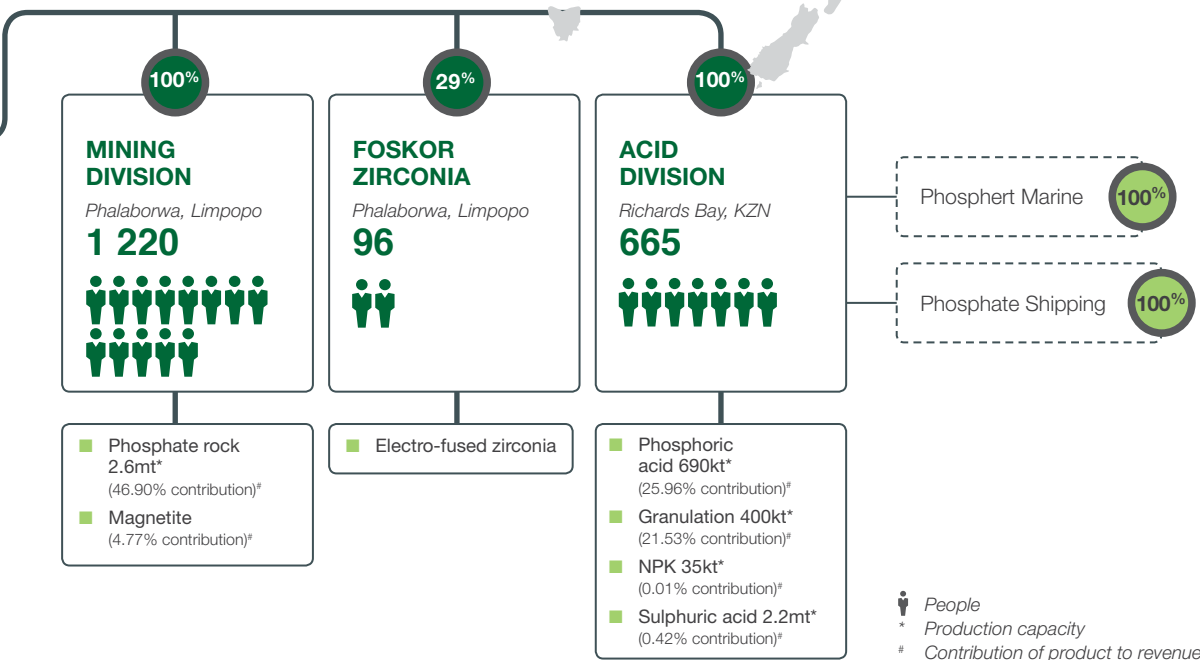 100%
MINING
DIVISION
Phalaborwa, Limpopo
1 220
Phosphate rock
2.6mt*
(46.90% contribution)#
Magnetite
(4.77% contribution)#
29%
FOSKOR
ZIRCONIA
Phalaborwa, Limpopo
96
Electro-fused zirconia
100%
ACID
DIVISION
Richards Bay, KZN
665
Phosphoric
acid 690kt*
(25.96% contribution)#
Granulation 400kt*
(21.53% contribution)#
NPK 35kt*
(0.01% contribution)#
Sulphuric acid 2.2mt*
(0.42% contribution)#
Phosphert Marine 100%
Phosphate Shipping 100%
People
* Production capacity
# Contribution of product to revenue